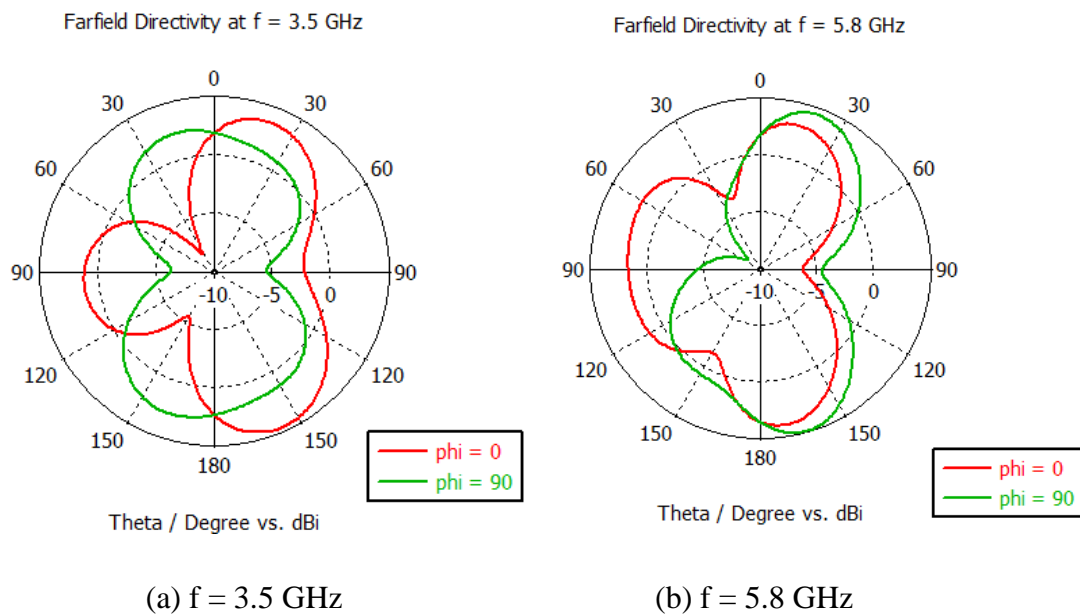 Farfield Directivity at f = 3.5 GHz
0
30 30
60 60
90 -10 -5 0 90
120 120
150 150
180
phi = 0
phi = 90
Theta / Degree vs. dBi
(a) f = 3.5 GHz
Farfield Directivity at f = 5.8 GHz
0
30 30
60 60
90 -10 -5 0 90
120 120
150 150
180
phi = 0
phi = 90
Theta / Degree vs. dBi
(b) f = 5.8 GHz